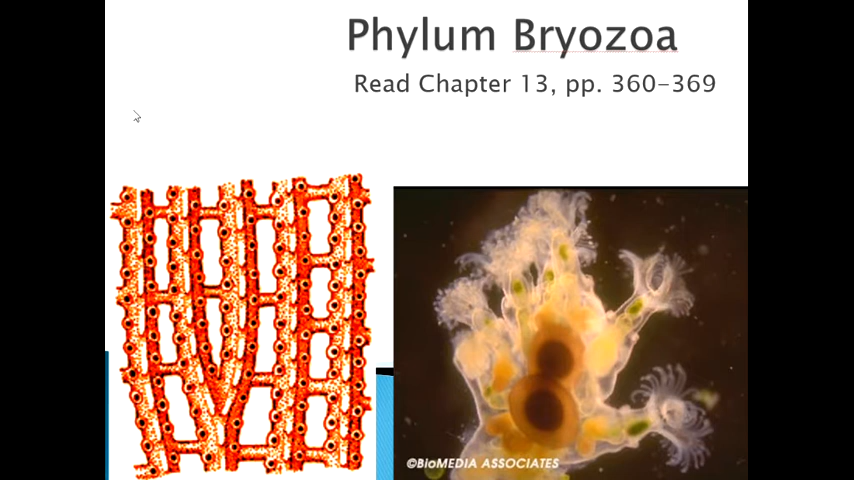 Phylum Bryozoa
Read Chapter 13, pp. 360-369
©BioMEDIA ASSOCIATES